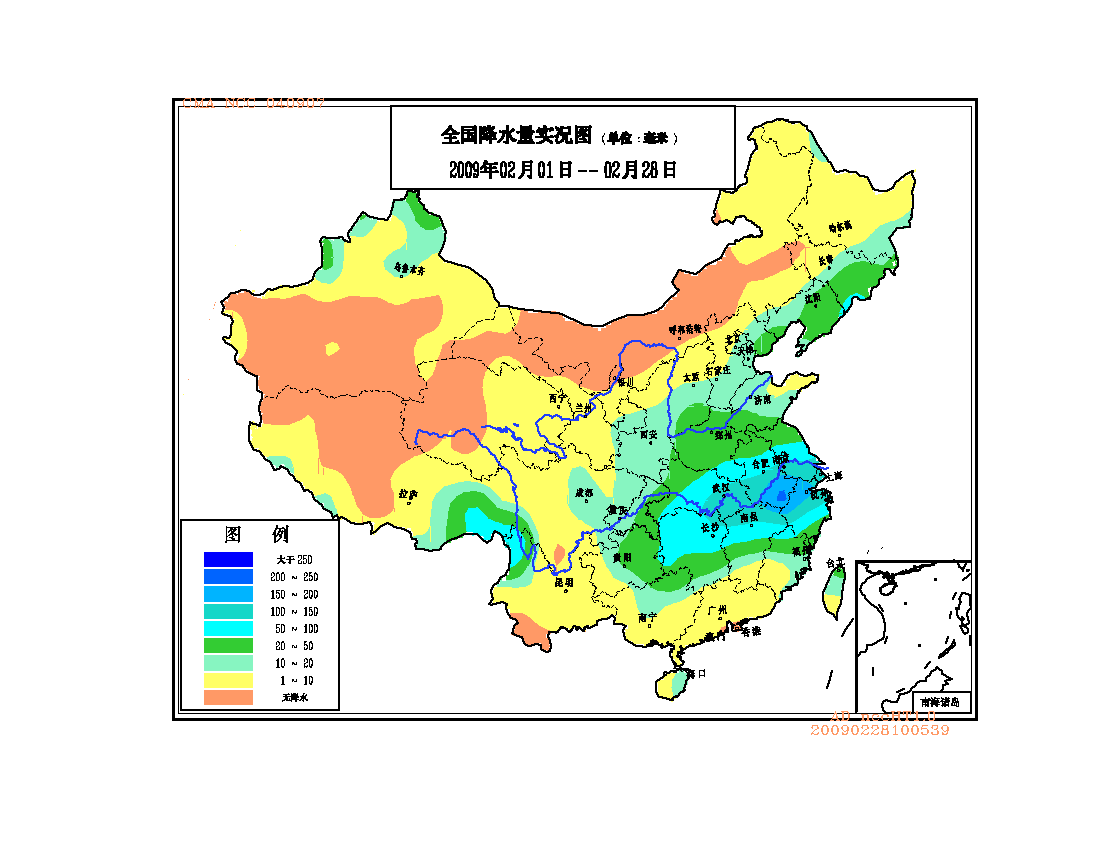 CMA NCC 040902
全国降水量实况图 (单位:毫米)
2009年02月01日--02月28日
哈尔滨
长春
乌鲁木齐
沈阳
呼和浩特
北京
天津
银川
太原
石家庄
西宁
兰州
济南
西安
郑州
合肥
南京
上海
拉萨
成都
武汉
杭州
重庆
长沙
南昌
贵阳
福州
台北
昆明
南宁
广州
澳门
香港
海口
图 例
大于 250
200 ~ 250
150 ~ 200
100 ~ 150
50 ~ 100
20 ~ 50
10 ~ 20
1 ~ 10
无降水
南海诸岛
20090228100539